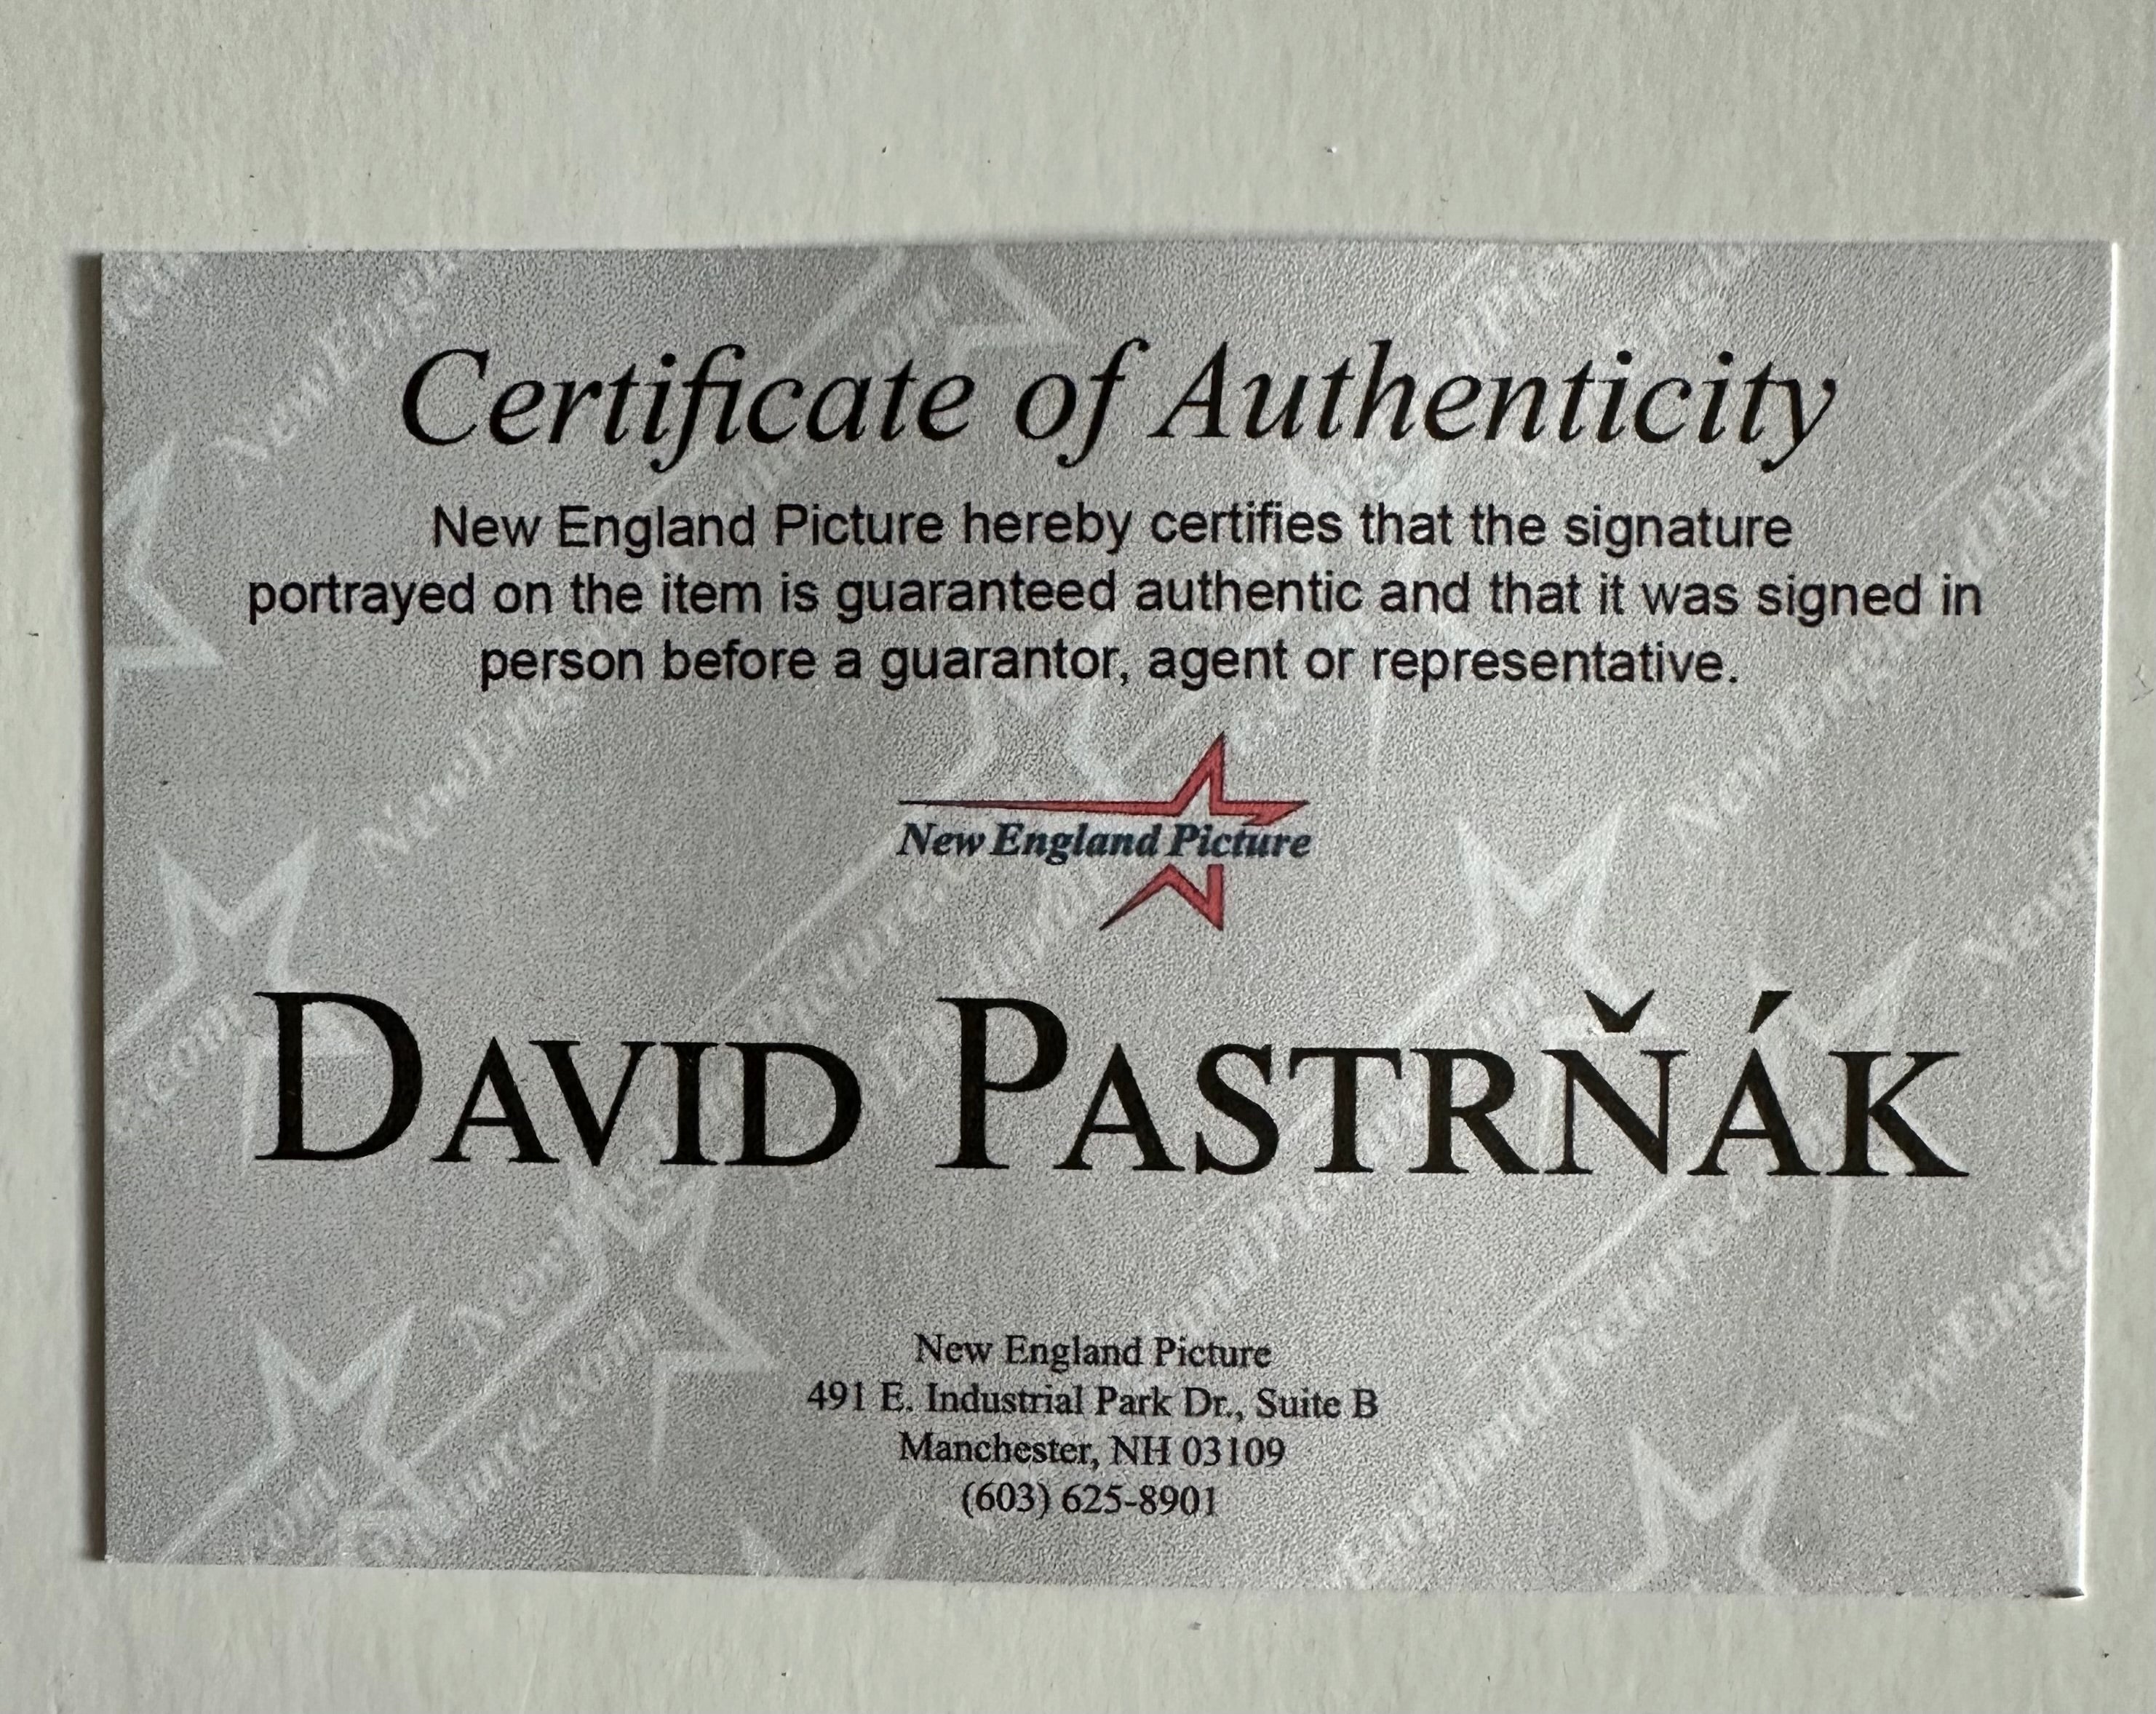 Certificate of Authenticity
New England Picture hereby certifies that the signature
portrayed on the item is guaranteed authentic and that it was signed in
person before a guarantor, agent or representative.
New England Picture
DAVID PASTRŇÁK
New England Picture
491 E. Industrial Park Dr., Suite B
Manchester, NH 03109
(603) 625-8901